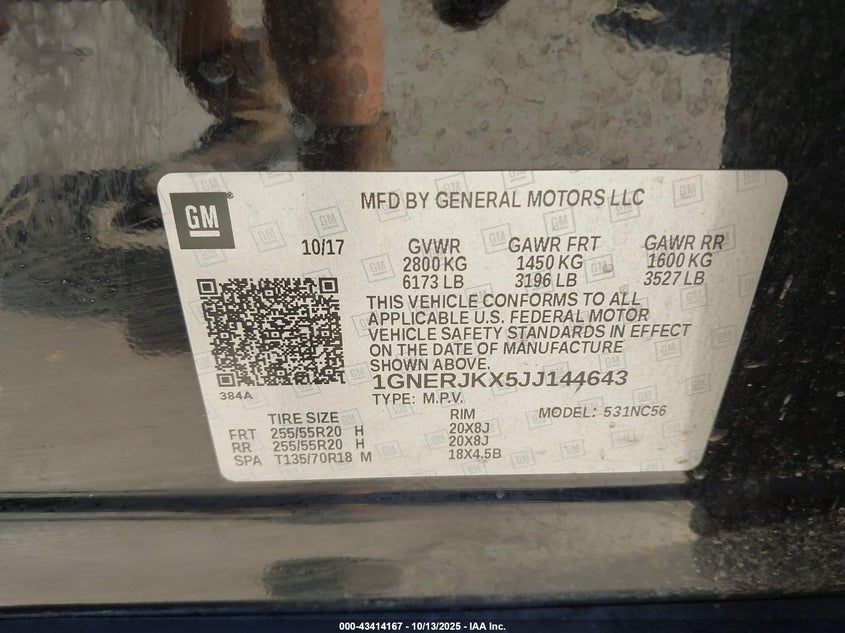 GM
MFD BY GENERAL MOTORS LLC
10/17
GVWR GAWR FRT GAWR RR
2800 KG 1450 KG 1600 KG
6173 LB 3196 LB 3527 LB
THIS VEHICLE CONFORMS TO ALL
APPLICABLE U.S. FEDERAL MOTOR
VEHICLE SAFETY STANDARDS IN EFFECT
ON THE DATE OF MANUFACTURE
SHOWN ABOVE.
384A
1GNERJKX5JJ144643
TYPE: M.P.V. MODEL: 531NC56
TIRE SIZE RIM
FRT 255/55R20 H 20X8J
RR 255/55R20 H 20X8J
SPA T135/70R18 M 18X4.5B
000-43414167 - 10/13/2025 - IAA Inc.